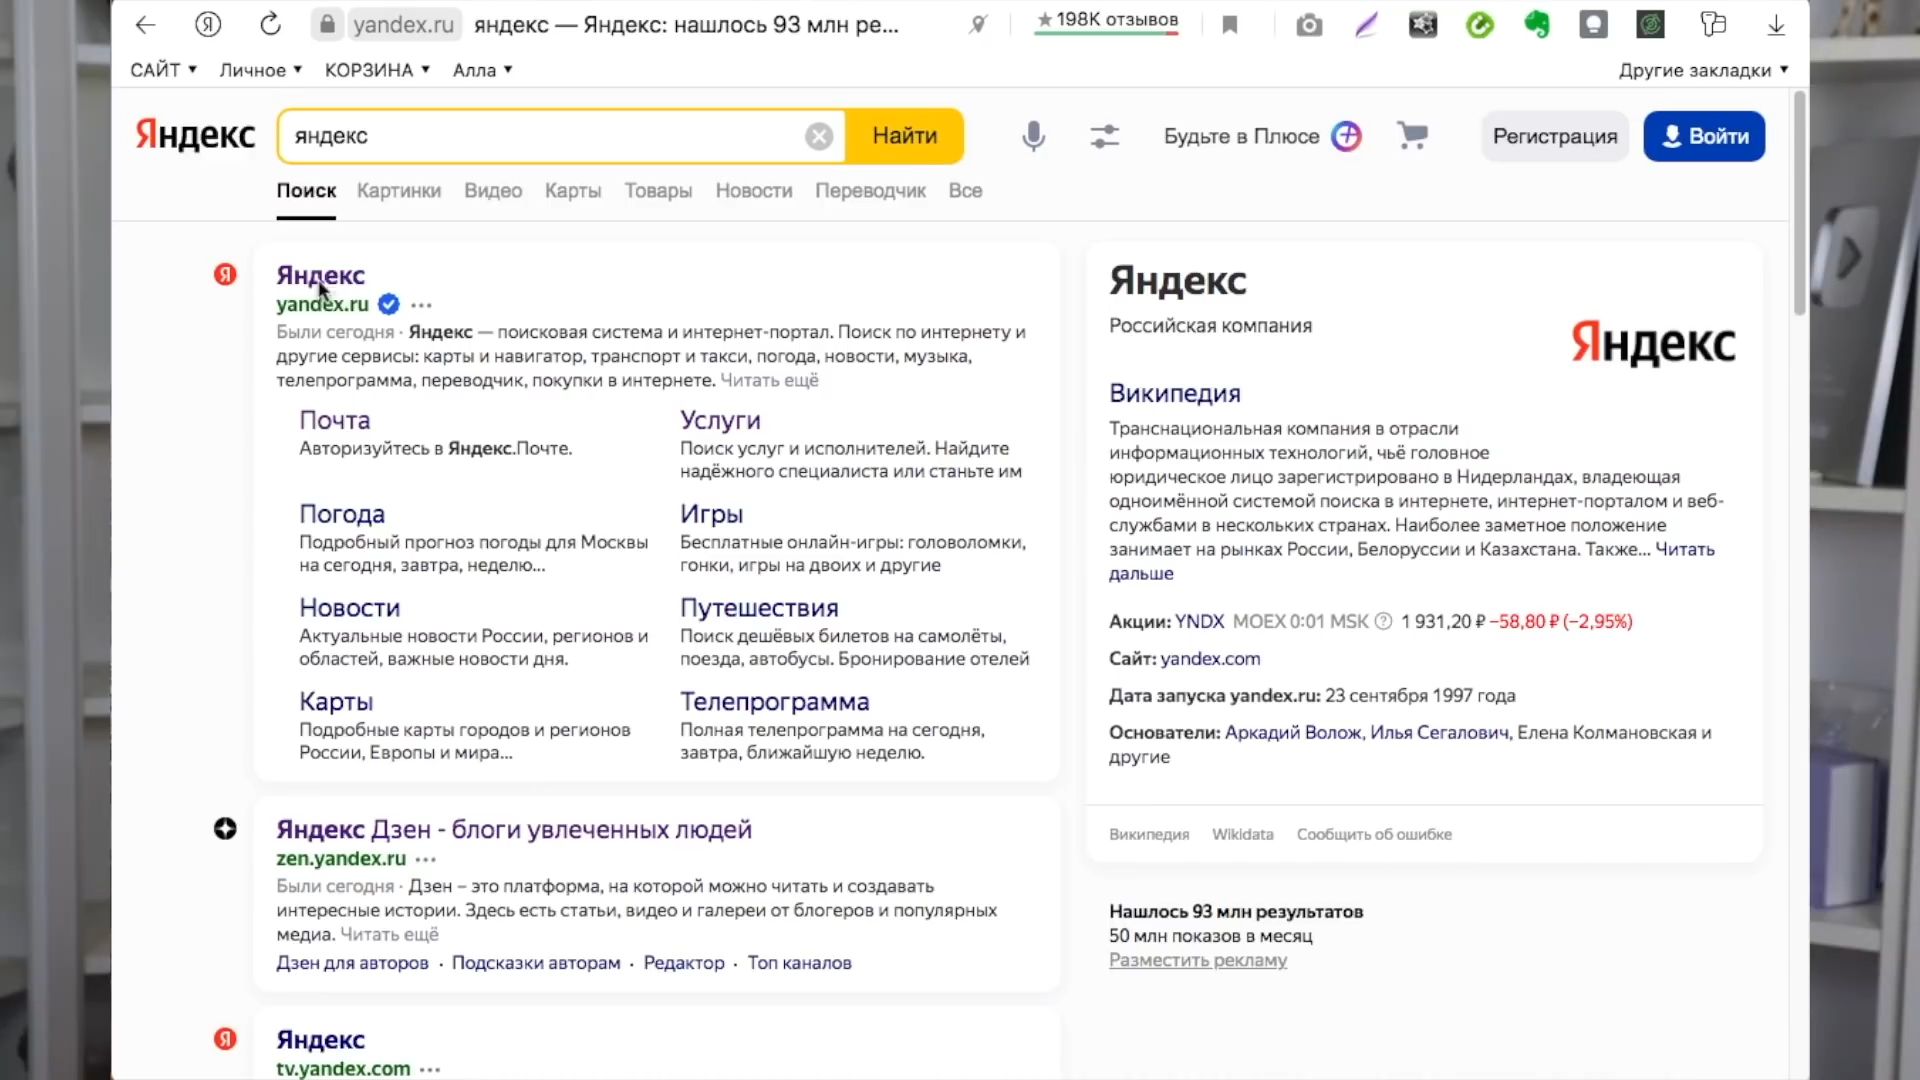 yandex.ru яндекс — Яндекс: нашлось 93 млн ре... ★ 198K отзывов
САЙТ ▾ Личное ▾ КОРЗИНА ▾ Алла ▾ Другие закладки ▾
Яндекс яндекс Найти Будьте в Плюсе Регистрация Войти
Поиск Картинки Видео Карты Товары Новости Переводчик Все
Я Яндекс
yandex.ru ...
Были сегодня · Яндекс — поисковая система и интернет-портал. Поиск по интернету и
другие сервисы: карты и навигатор, транспорт и такси, погода, новости, музыка,
телепрограмма, переводчик, покупки в интернете. Читать ещё
Почта
Авторизуйтесь в Яндекс.Почте.
Услуги
Поиск услуг и исполнителей. Найдите
надёжного специалиста или станьте им
Погода
Подробный прогноз погоды для Москвы
на сегодня, завтра, неделю...
Игры
Бесплатные онлайн-игры: головоломки,
гонки, игры на двоих и другие
Новости
Актуальные новости России, регионов и
областей, важные новости дня.
Путешествия
Поиск дешёвых билетов на самолёты,
поезда, автобусы. Бронирование отелей
Карты
Подробные карты городов и регионов
России, Европы и мира...
Телепрограмма
Полная телепрограмма на сегодня,
завтра, ближайшую неделю.
Яндекс Дзен - блоги увлеченных людей
zen.yandex.ru ...
Были сегодня · Дзен – это платформа, на которой можно читать и создавать
интересные истории. Здесь есть статьи, видео и галереи от блогеров и популярных
медиа. Читать ещё
Дзен для авторов · Подсказки авторам · Редактор · Топ каналов
Я Яндекс
tv.yandex.com ...
Яндекс
Российская компания
Яндекс
Википедия
Транснациональная компания в отрасли
информационных технологий, чьё головное
юридическое лицо зарегистрировано в Нидерландах, владеющая
одноимённой системой поиска в интернете, интернет-порталом и веб-
службами в нескольких странах. Наиболее заметное положение
занимает на рынках России, Белоруссии и Казахстана. Также... Читать
дальше
Акции: YNDX MOEX 0:01 MSK ? 1 931,20 ₽ −58,80 ₽ (−2,95%)
Сайт: yandex.com
Дата запуска yandex.ru: 23 сентября 1997 года
Основатели: Аркадий Волож, Илья Сегалович, Елена Колмановская и
другие
Википедия Wikidata Сообщить об ошибке
Нашлось 93 млн результатов
50 млн показов в месяц
Разместить рекламу